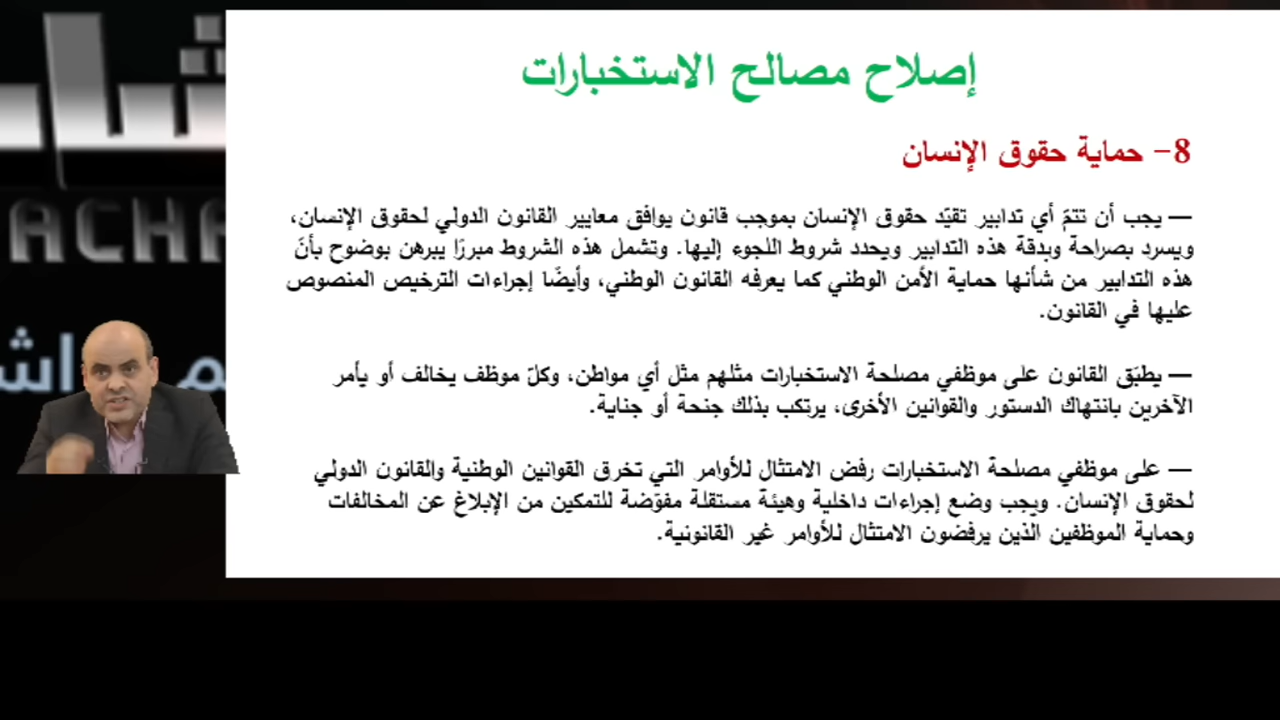 إصلاح مصالح الاستخبارات
8- حماية حقوق الإنسان
— يجب أن تتمّ أي تدابير تقيّد حقوق الإنسان بموجب قانون يوافق معايير القانون الدولي لحقوق الإنسان،
ويسرد بصراحة وبدقة هذه التدابير ويحدد شروط اللجوء إليها. وتشمل هذه الشروط مبررًا يبرهن بوضوح بأنّ
هذه التدابير من شأنها حماية الأمن الوطني كما يعرفه القانون الوطني، وأيضًا إجراءات الترخيص المنصوص
عليها في القانون.
— يطبّق القانون على موظفي مصلحة الاستخبارات مثلهم مثل أي مواطن، وكلّ موظف يخالف أو يأمر
الآخرين بانتهاك الدستور والقوانين الأخرى، يرتكب بذلك جنحة أو جناية.
— على موظفي مصلحة الاستخبارات رفض الامتثال للأوامر التي تخرق القوانين الوطنية والقانون الدولي
لحقوق الإنسان. ويجب وضع إجراءات داخلية وهيئة مستقلة مفوّضة للتمكين من الإبلاغ عن المخالفات
وحماية الموظفين الذين يرفضون الامتثال للأوامر غير القانونية.
ACHA